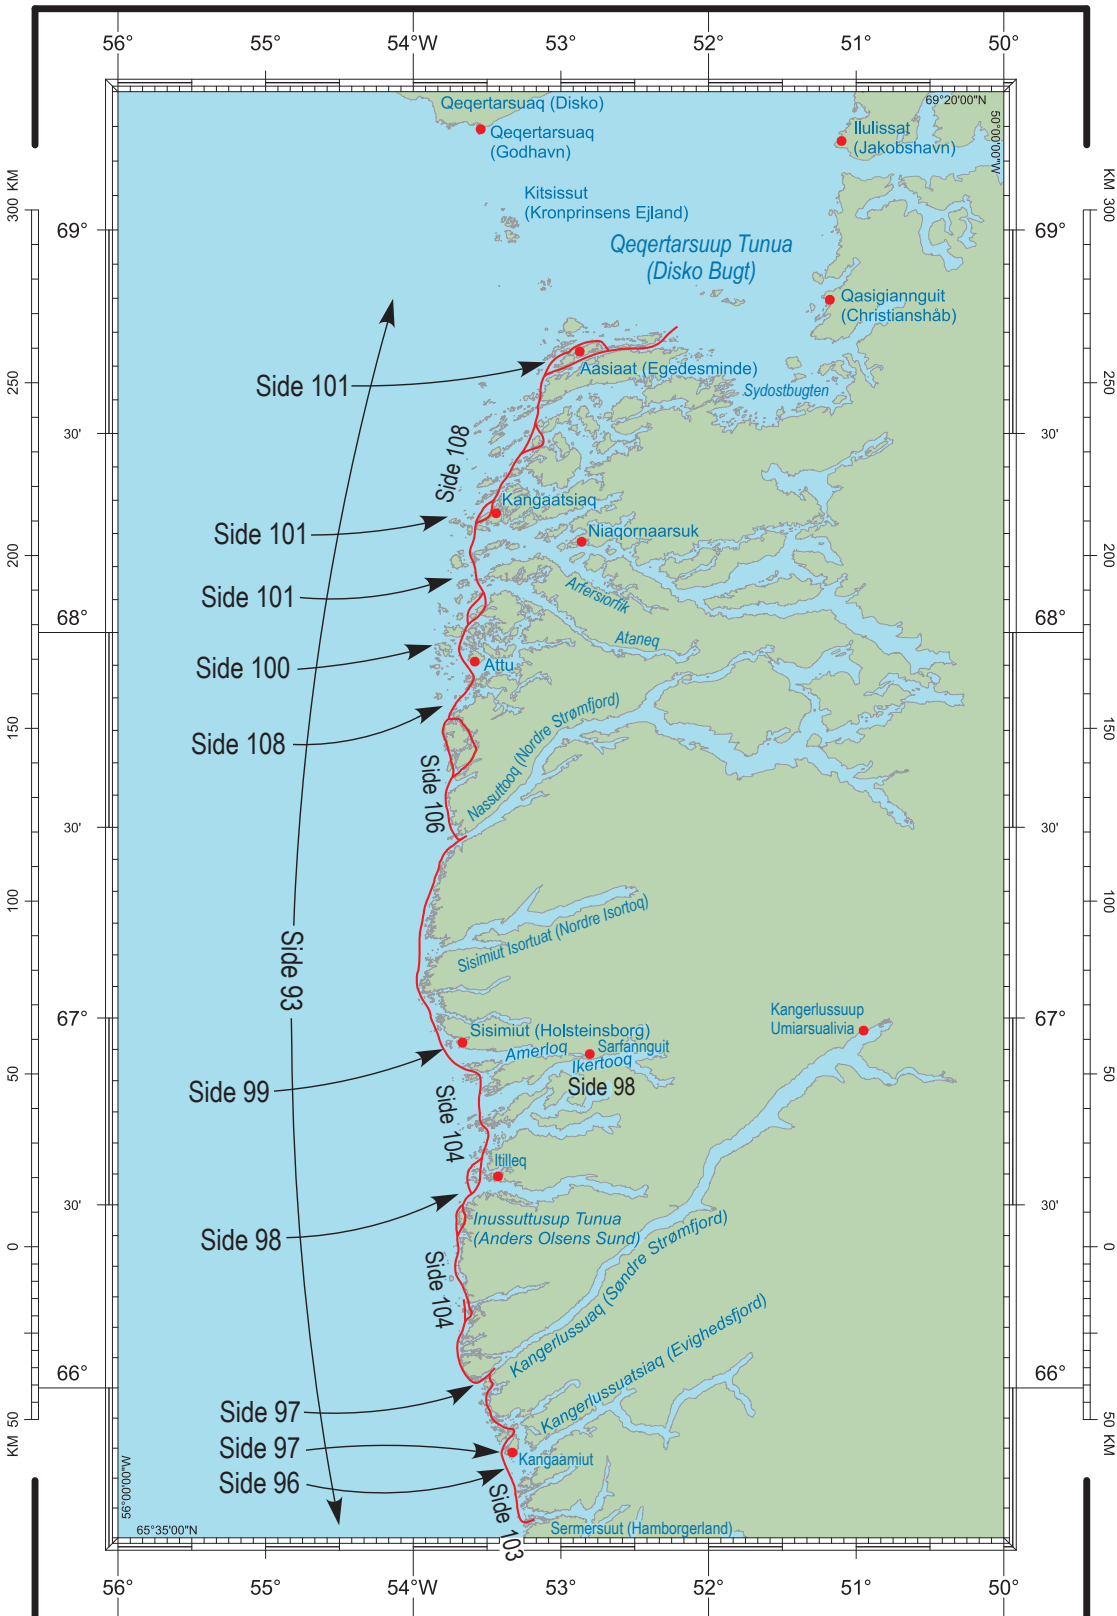 56°
55°
54°W
53°
52°
51°
50°
69°20'00"N
50°00'00"W
Qeqertarsuaq (Disko)
Qeqertarsuaq
(Godhavn)
Ilulissat
(Jakobshavn)
KM
300
KM
300
Kitsissut
(Kronprinsens Ejland)
69°
69°
Qeqertarsuup Tunua
(Disko Bugt)
Qasigiannguit
(Christianshåb)
Side 101
Aasiaat (Egedesminde)
250
250
Sydostbugten
30'
30'
Side 108
Kangaatsiaq
Side 101
Niaqornaarsuk
200
200
Side 101
Arfersiorfik
68°
68°
Ataneq
Side 100
Attu
150
150
Side 108
Nassuttooq (Nordre Strømfjord)
Side 106
30'
30'
100
100
Side 93
Sisimiut Isortuat (Nordre Isortoq)
67°
67°
Kangerlussuup
Umiarsualivia
Sisimiut (Holsteinsborg)
Amerloq
Sarfannguit
Ikertooq
50
50
Side 99
Side 98
Side 104
Itilleq
30'
30'
Inussuttusup Tunua
(Anders Olsens Sund)
Side 98
0
0
Side 104
Kangerlussuaq (Søndre Strømfjord)
66°
66°
Kangerlussuatsiaq (Evighedsfjord)
Side 97
KM 50
50 KM
Side 97
Kangaamiut
Side 96
Side 103
56°00'00"W
65°35'00"N
Sermersuut (Hamborgerland)
56°
55°
54°W
53°
52°
51°
50°